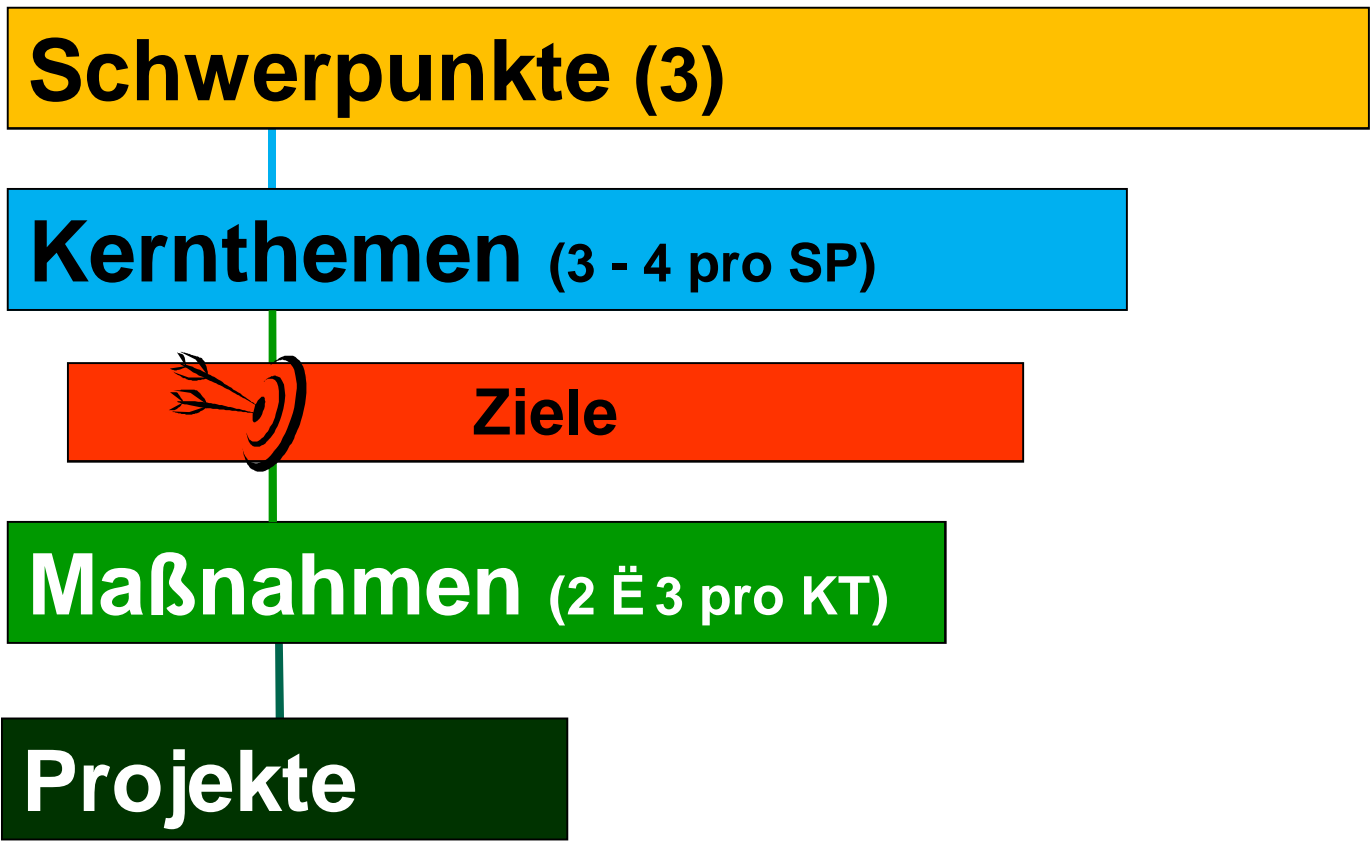 Schwerpunkte (3)
Kernthemen (3 - 4 pro SP)
Ziele
Maßnahmen (2 Ë 3 pro KT)
Projekte